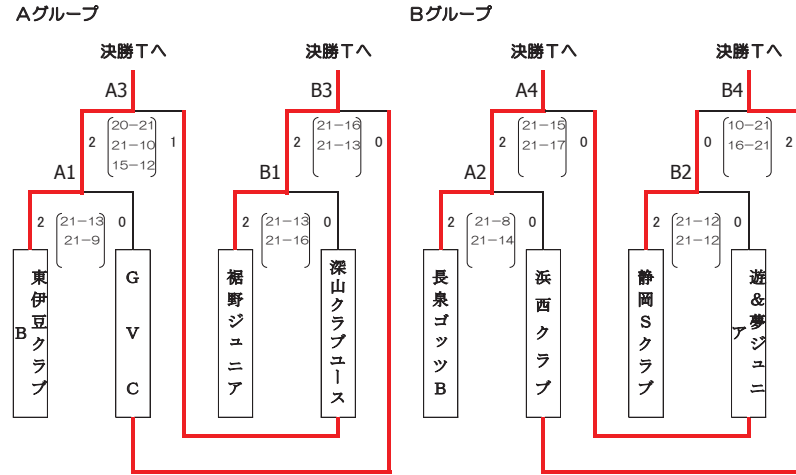 Aグループ
Bグループ
決勝Tへ
決勝Tへ
決勝Tへ
決勝Tへ
A3
B3
A4
B4
2
20-21
21-10
15-12
1
2
21-16
21-13
0
2
21-15
21-17
0
0
10-21
16-21
2
A1
B1
A2
B2
2
21-13
21-9
0
2
21-13
21-16
0
2
21-8
21-14
0
2
21-12
21-12
0
東伊豆クラブ
B
GVC
裾野ジュニア
深山クラブユース
長泉ゴッツB
浜西クラブ
静岡Sクラブ
遊&夢ジュニ
ア